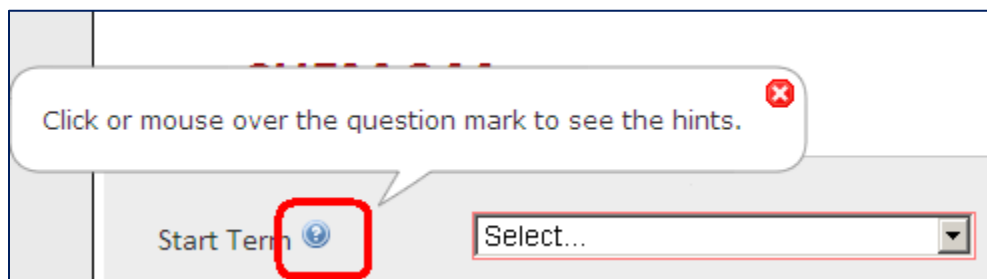 Click or mouse over the question mark to see the hints.
Start Term
Select...